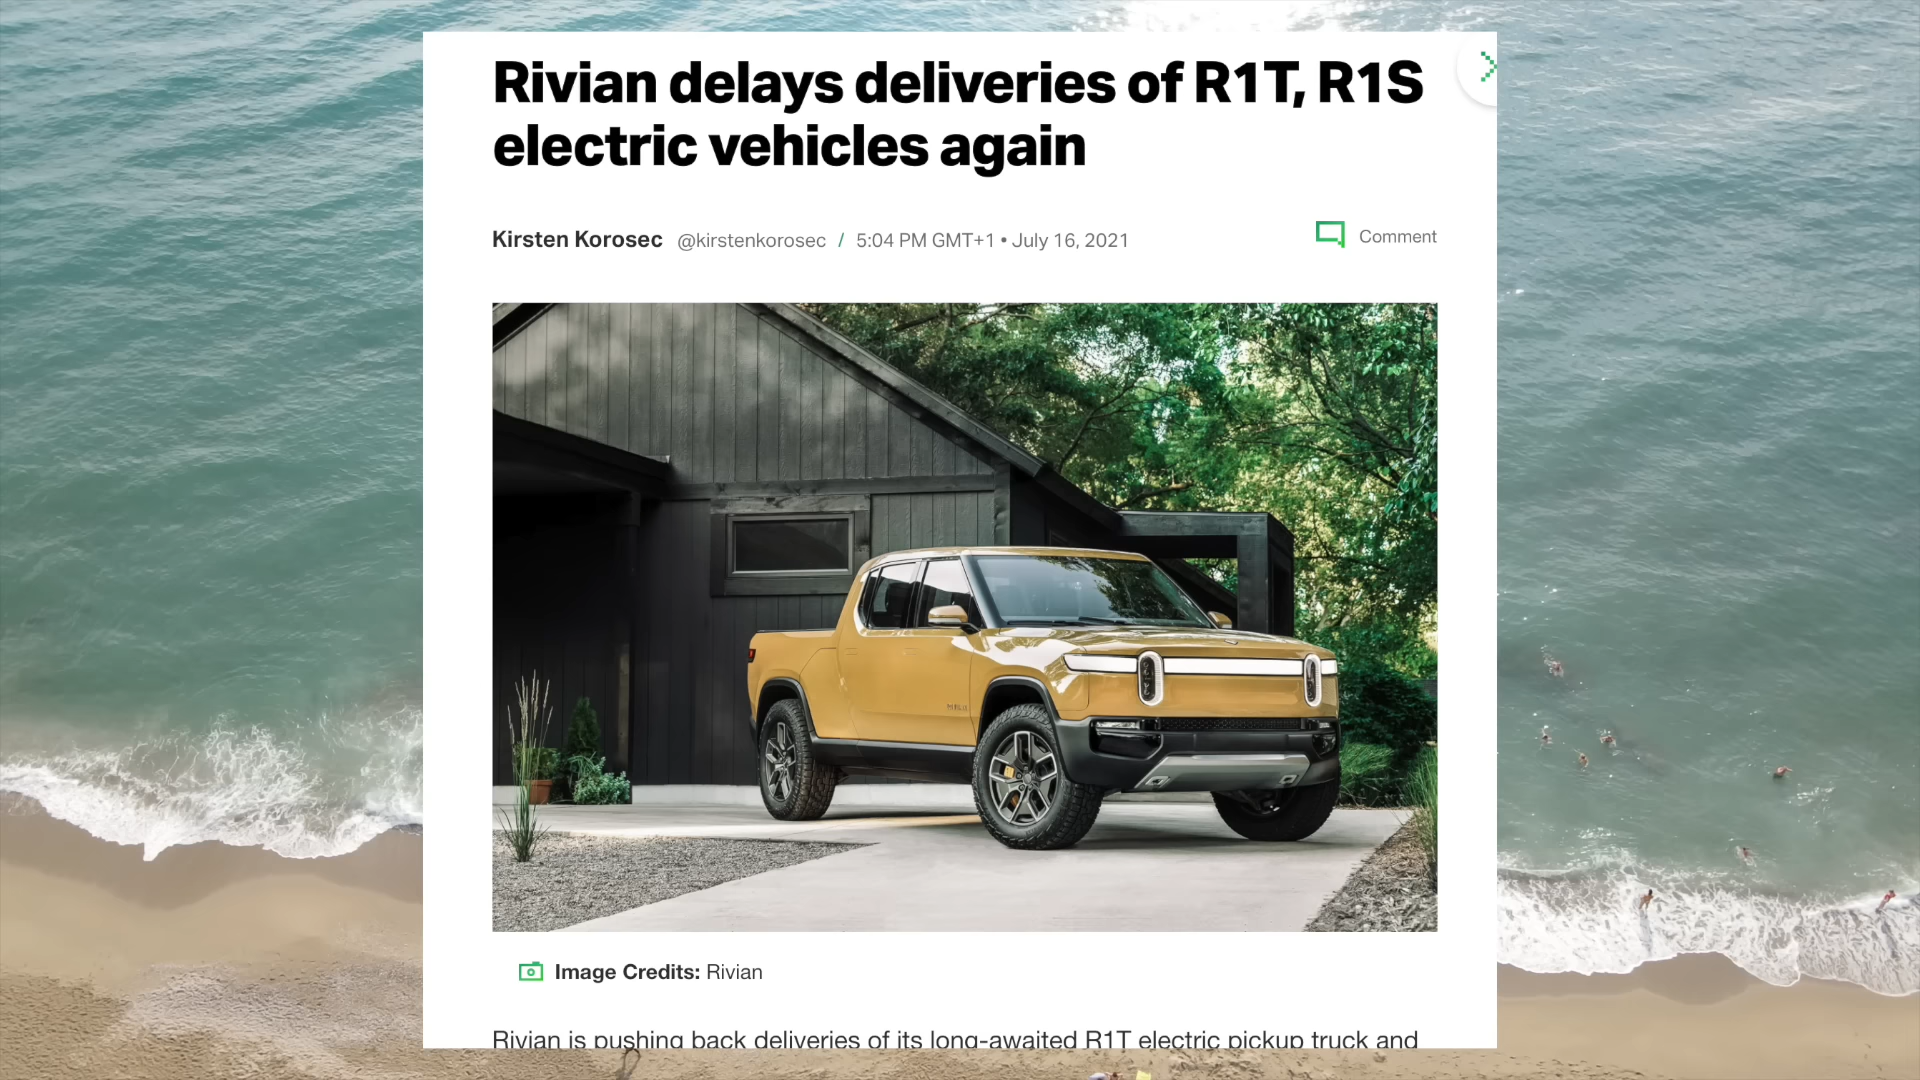 Rivian delays deliveries of R1T, R1S
electric vehicles again
Kirsten Korosec @kirstenkorosec / 5:04 PM GMT+1 • July 16, 2021
Comment
Image Credits: Rivian
Rivian is pushing back deliveries of its long-awaited R1T electric pickup truck and